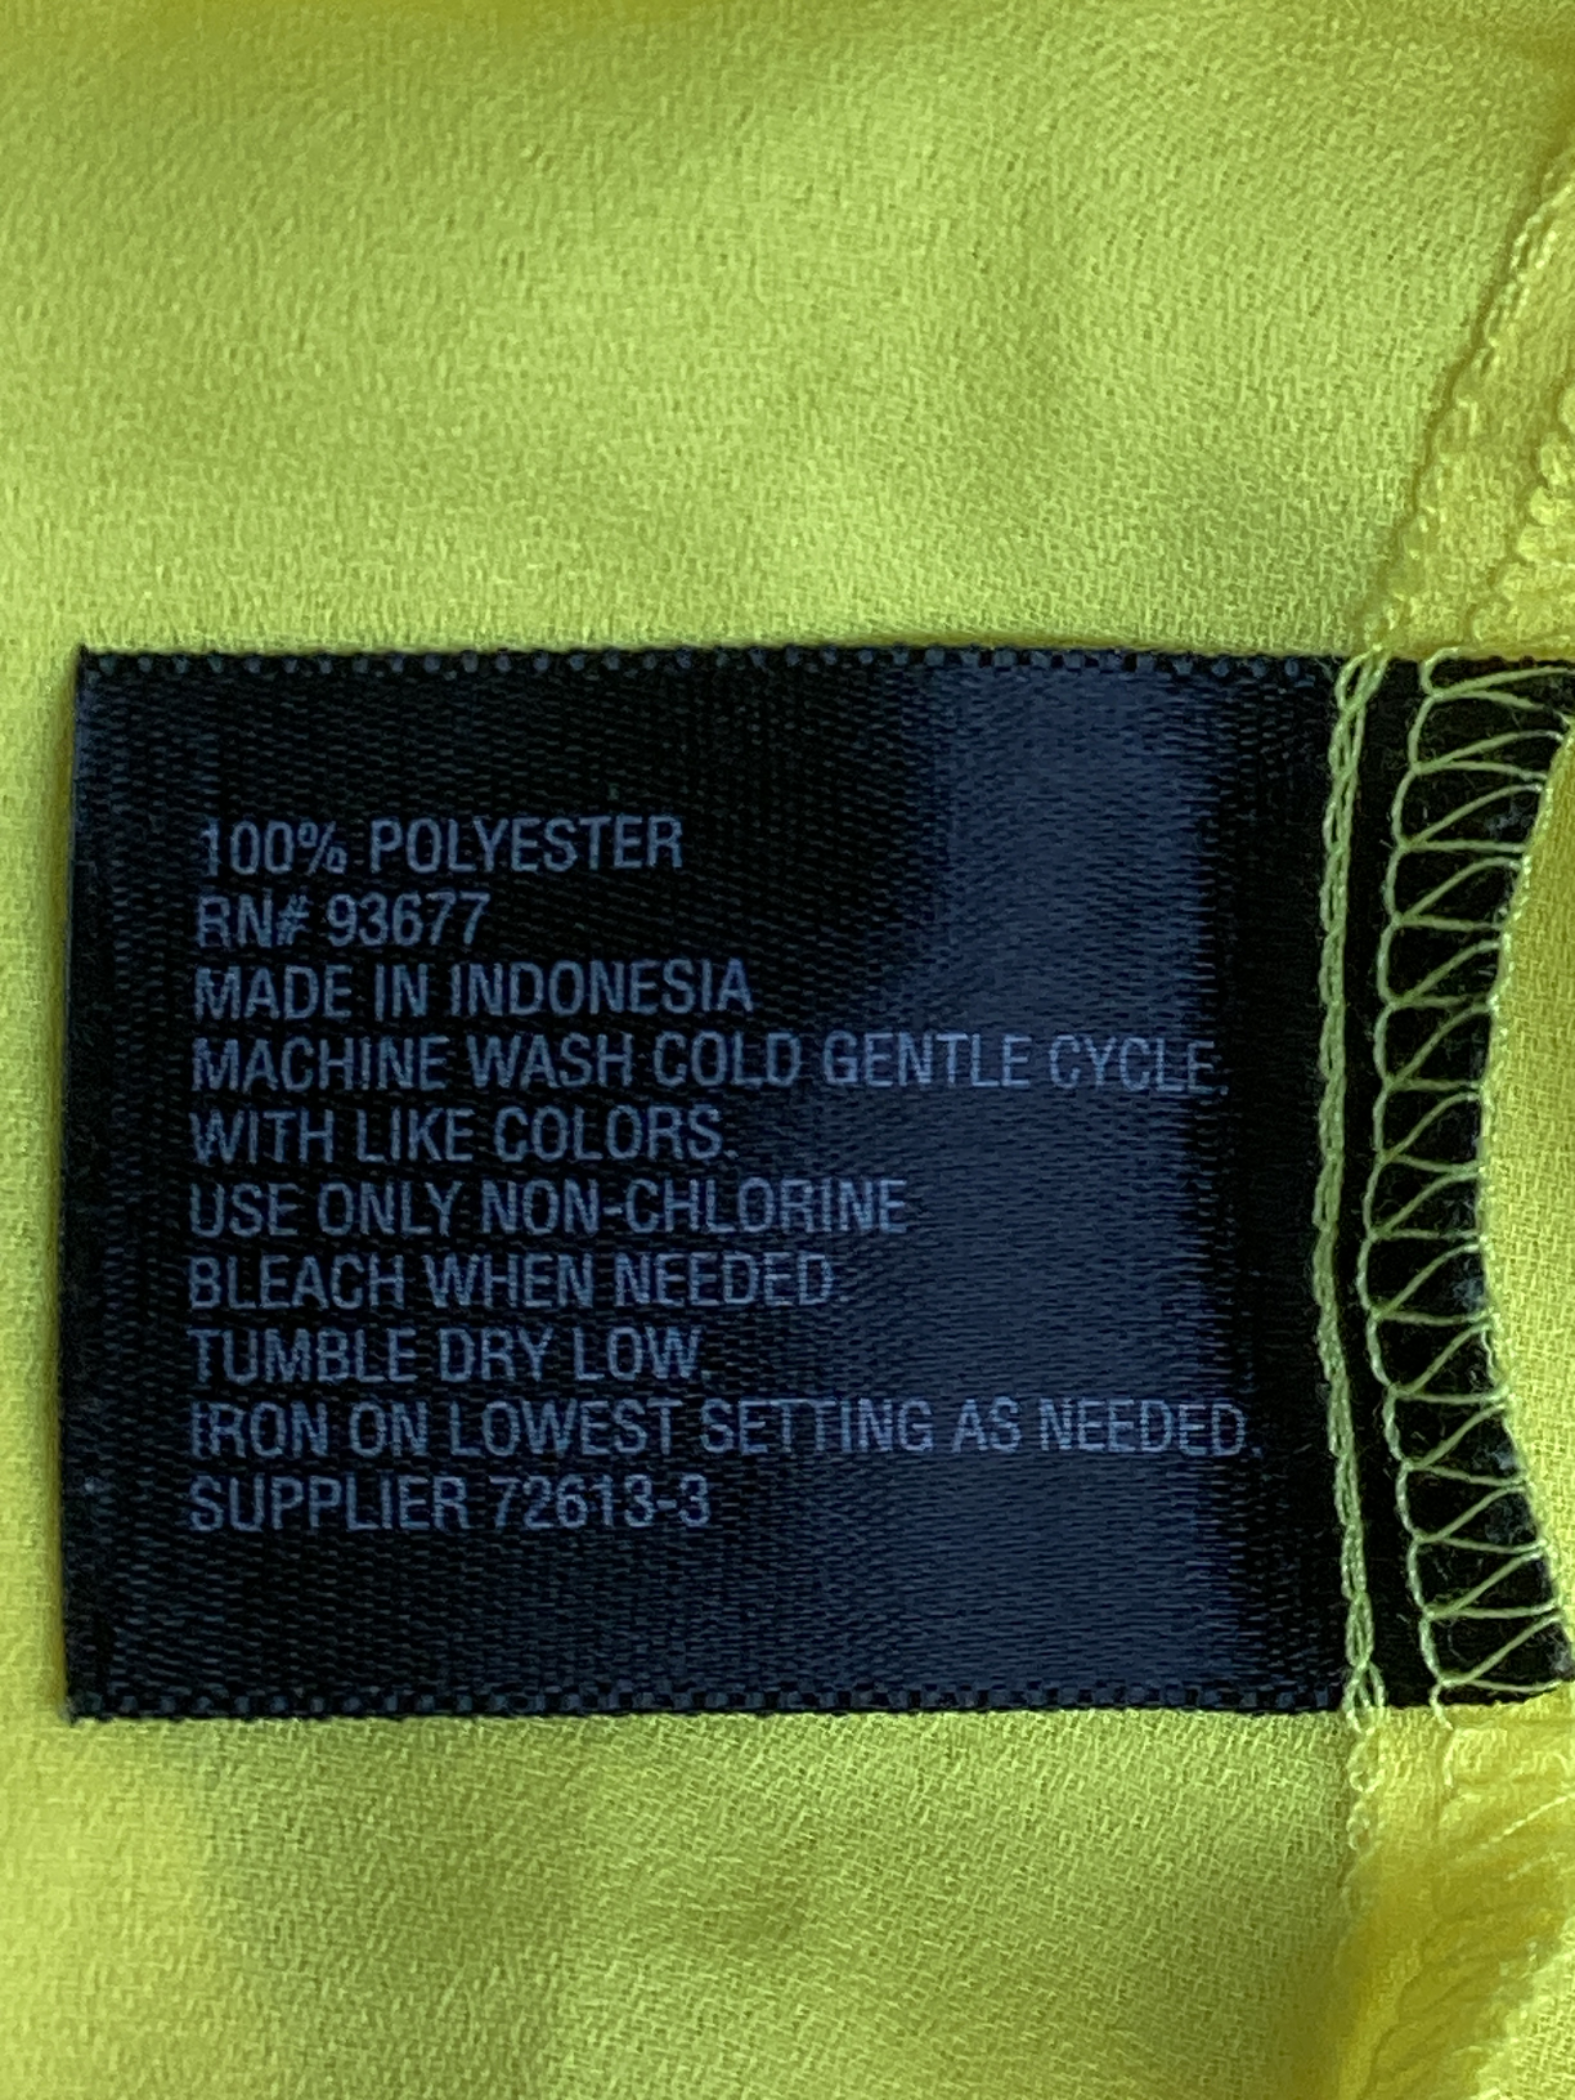 100% POLYESTER
RN# 93677
MADE IN INDONESIA
MACHINE WASH COLD GENTLE CYCLE.
WITH LIKE COLORS.
USE ONLY NON-CHLORINE
BLEACH WHEN NEEDED.
TUMBLE DRY LOW.
IRON ON LOWEST SETTING AS NEEDED.
SUPPLIER 72613-3